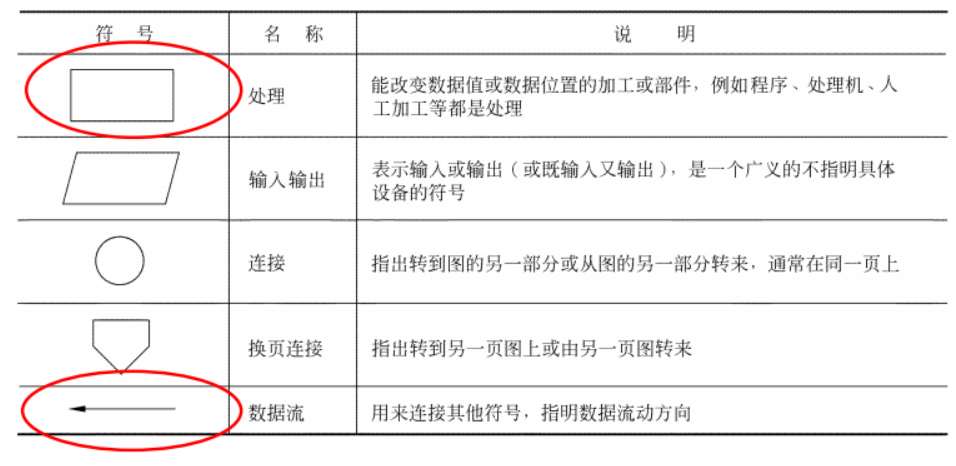 符 号 名 称 说 明
处理 能改变数据值或数据位置的加工或部件，例如程序、处理机、人
工加工等都是处理
输入输出 表示输入或输出（或既输入又输出），是一个广义的不指明具体
设备的符号
连接 指出转到图的另一部分或从图的另一部分转来，通常在同一页上
换页连接 指出转到另一页图上或由另一页图转来
数据流 用来连接其他符号，指明数据流动方向